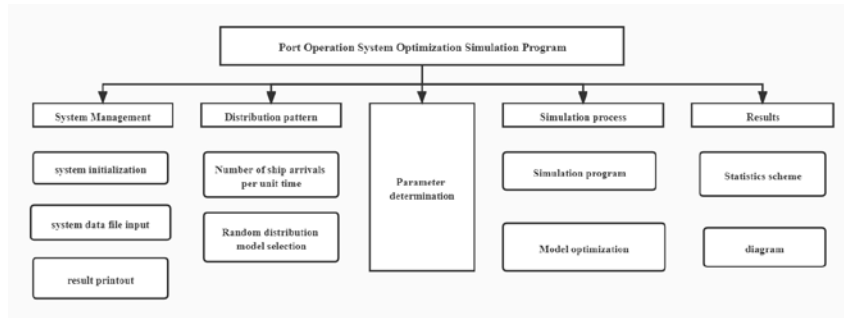 Port Operation System Optimization Simulation Program
System Management
Distribution pattern
Parameter
determination
Simulation process
Results
system initialization
Number of ship arrivals
per unit time
Simulation program
Statistics scheme
system data file input
Random distribution
model selection
Model optimization
diagram
result printout